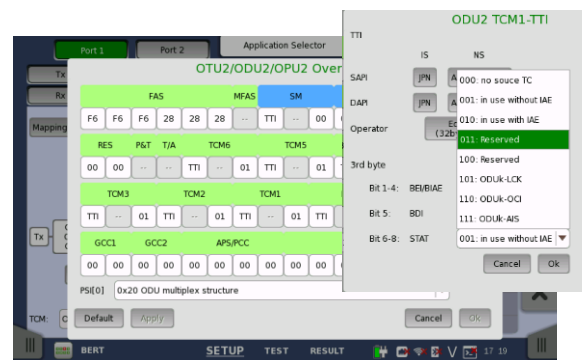 Port 1 Port 2 Application Selector
ODU2 TCM1-TTI
TTI
IS NS
SAPI JPN A
DAPI JPN A
Operator
(32b
3rd byte
Bit 1-4: BEI/BIAE
Bit 5: BDI
Bit 6-8: STAT 001: in use without IAE
000: no souce TC
001: in use without IAE
010: in use with IAE
011: Reserved
100: Reserved
101: ODUk-LCK
110: ODUk-OCI
111: ODUk-AIS
Cancel Ok
Tx
Rx
Mapping
Tx
TCM:
OTU2/ODU2/OPU2 Over
FAS MFAS SM
F6 F6 F6 28 28 28 -- TTI -- 00
RES P&T T/A TCM6 TCM5
00 00 -- -- TTI -- 01 TTI -- 01
TCM3 TCM2 TCM1
TTI -- 01 TTI -- 01 TTI -- 01 TTI
GCC1 GCC2 APS/PCC
00 00 00 00 00 00 00 00 00 00
PSI[0] 0x20 ODU multiplex structure
Default Apply Cancel Ok
BERT SETUP TEST RESULT 17 19